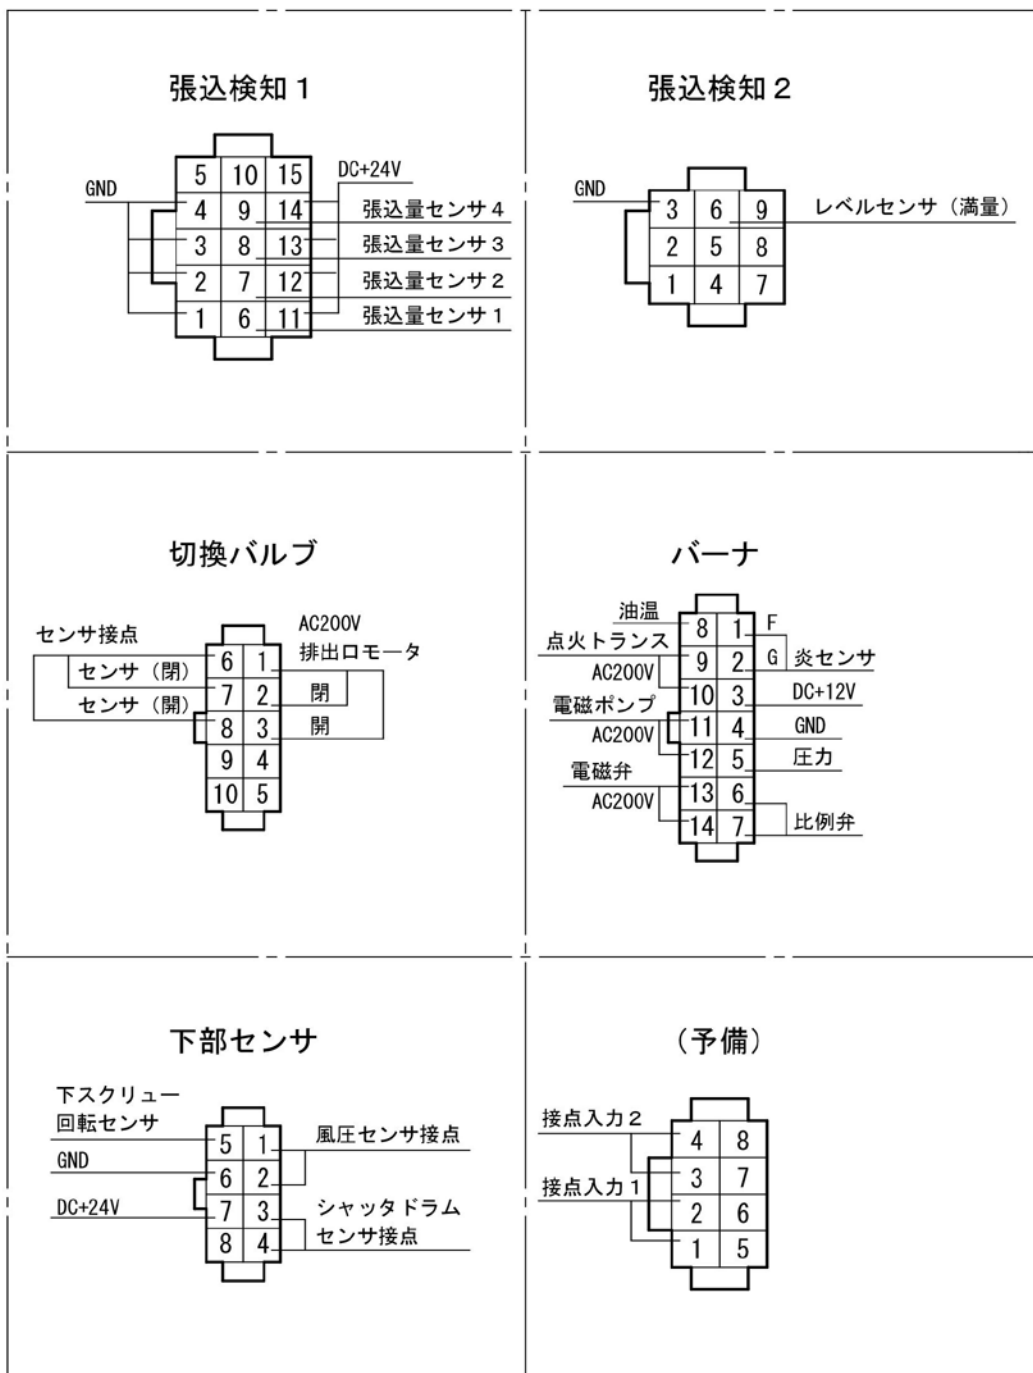 張込検知１
5 10 15
4 9 14
3 8 13
2 7 12
1 6 11
GND
DC+24V
張込量センサ４
張込量センサ３
張込量センサ２
張込量センサ１
張込検知２
GND
3 6 9
2 5 8
1 4 7
レベルセンサ（満量）
切換バルブ
センサ接点
センサ（閉）
センサ（開）
6 1
7 2
8 3
9 4
10 5
AC200V
排出口モータ
閉
開
バーナ
油温
点火トランス
AC200V
電磁ポンプ
AC200V
電磁弁
AC200V
8 1
9 2
10 3
11 4
12 5
13 6
14 7
F
G 炎センサ
DC+12V
GND
圧力
比例弁
下部センサ
下スクリュー
回転センサ
GND
DC+24V
5 1
6 2
7 3
8 4
風圧センサ接点
シャッタドラム
センサ接点
（予備）
接点入力２
接点入力１
4 8
3 7
2 6
1 5